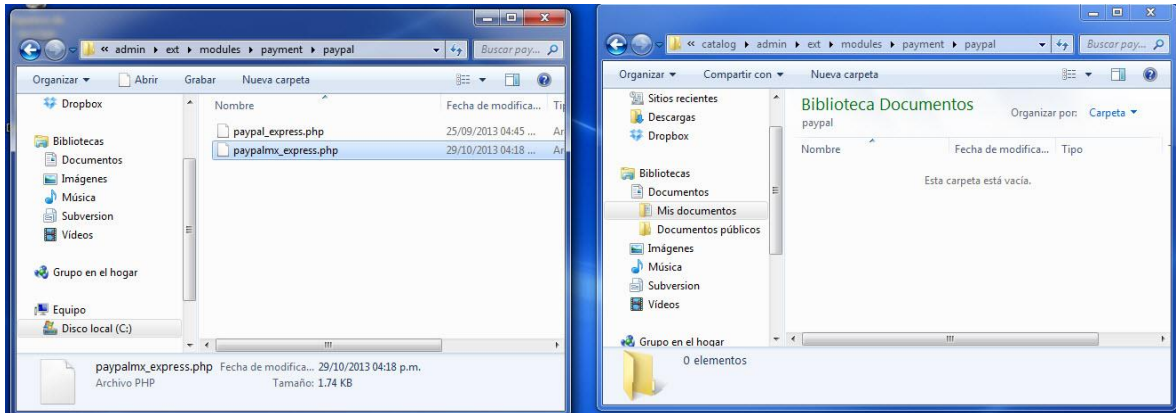 « admin ▸ ext ▸ modules ▸ payment ▸ paypal
Buscar pay...
Organizar
Abrir
Grabar
Nueva carpeta
Dropbox
Bibliotecas
Documentos
Imágenes
Música
Subversion
Vídeos
Grupo en el hogar
Equipo
Disco local (C:)
Nombre
Fecha de modifica...
Tip
paypal_express.php
25/09/2013 04:45 ...
Ar
paypalmx_express.php
29/10/2013 04:18 ...
Ar
paypalmx_express.php Fecha de modifica... 29/10/2013 04:18 p.m.
Archivo PHP Tamaño: 1.74 KB
« catalog ▸ admin ▸ ext ▸ modules ▸ payment ▸ paypal
Buscar pay...
Organizar
Compartir con
Nueva carpeta
Sitios recientes
Descargas
Dropbox
Bibliotecas
Documentos
Mis documentos
Documentos públicos
Imágenes
Música
Subversion
Vídeos
Grupo en el hogar
Biblioteca Documentos
paypal
Organizar por: Carpeta
Nombre
Fecha de modifica...
Tipo
Esta carpeta está vacía.
0 elementos